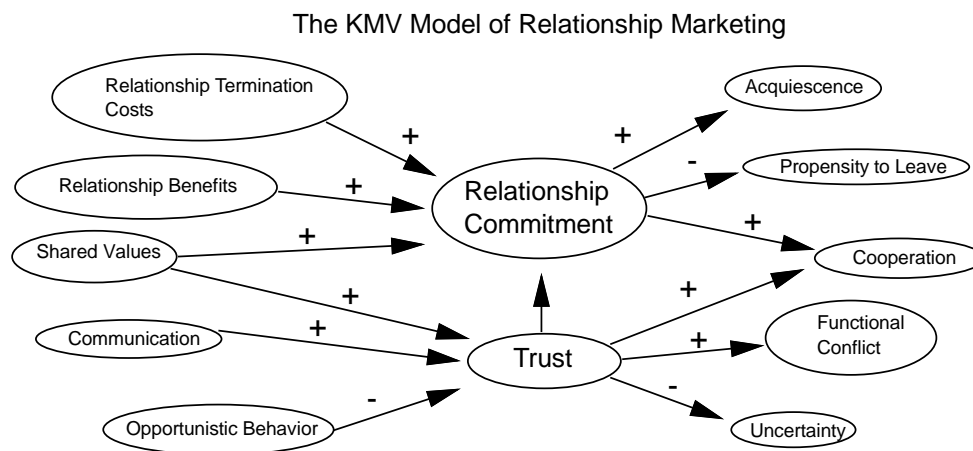 The KMV Model of Relationship Marketing
Relationship Termination
Costs
Acquiescence
+
+
-
Propensity to Leave
Relationship Benefits
+
Relationship
Commitment
+
Shared Values
+
Cooperation
+
+
Communication
+
Trust
+
Functional
Conflict
-
-
Opportunistic Behavior
Uncertainty